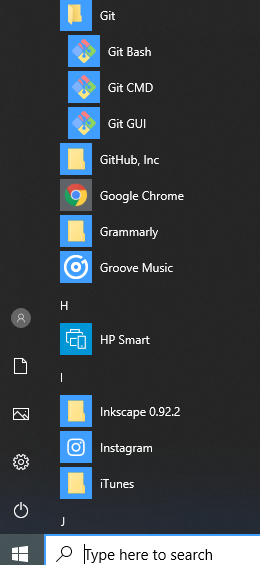 Git
Git Bash
Git CMD
Git GUI
GitHub, Inc
Google Chrome
Grammarly
Groove Music
H
HP Smart
I
Inkscape 0.92.2
Instagram
iTunes
J
Type here to search